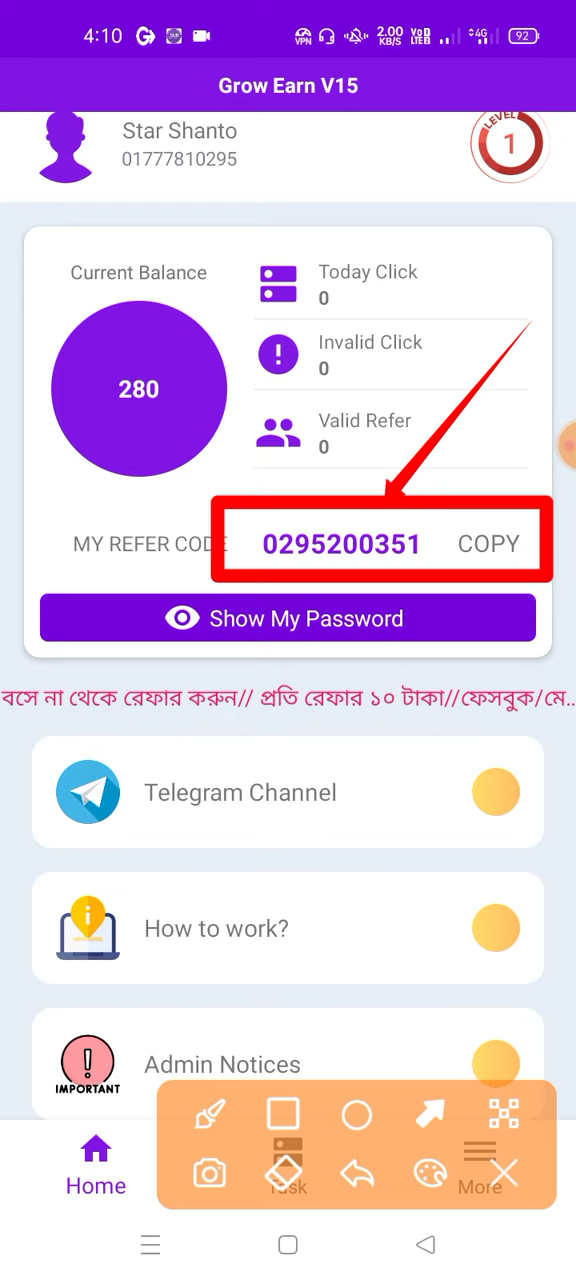 4:10 VPN 2.00 KB/S VoD LTE 4G 92
Grow Earn V15
Star Shanto
01777810295
LEVEL
1
Current Balance
280
Today Click
0
Invalid Click
0
Valid Refer
0
MY REFER CODE 0295200351 COPY
Show My Password
বসে না থেকে রেফার করুন// প্রতি রেফার ১০ টাকা//ফেসবুক/মে..
Telegram Channel
How to work?
Admin Notices
IMPORTANT
Home Task More